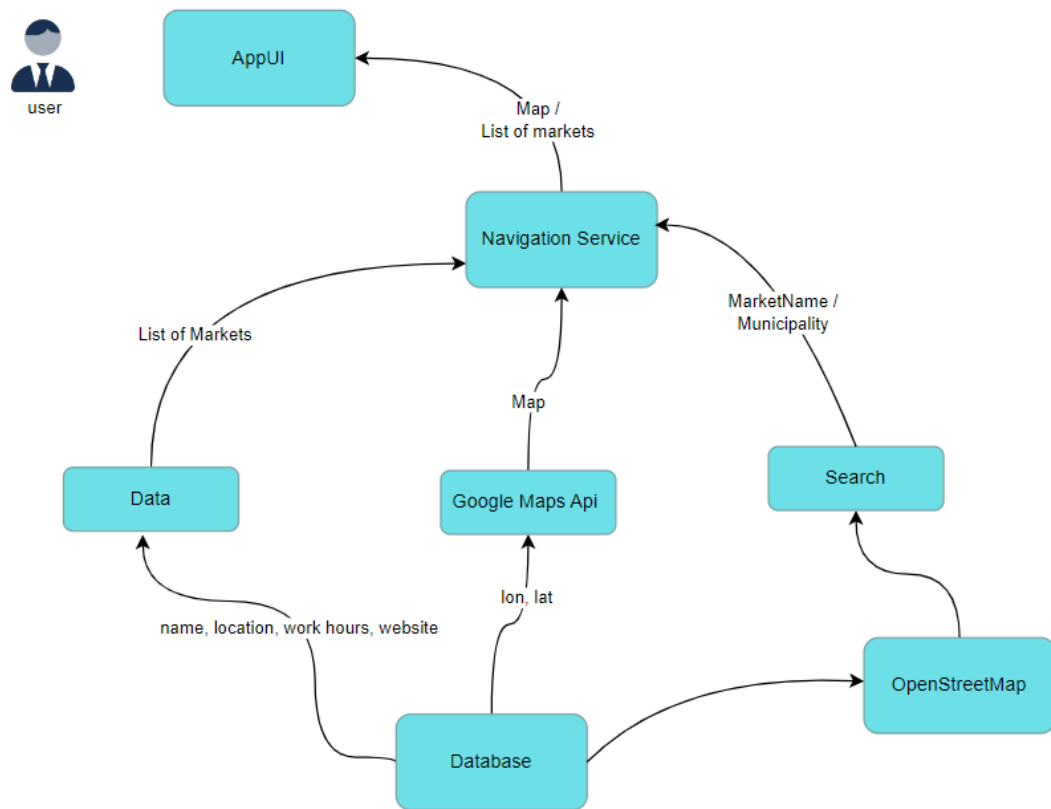 AppUI
user
Map /
List of markets
Navigation Service
MarketName /
Municipality
List of Markets
Map
Data
Google Maps Api
Search
lon, lat
name, location, work hours, website
OpenStreetMap
Database